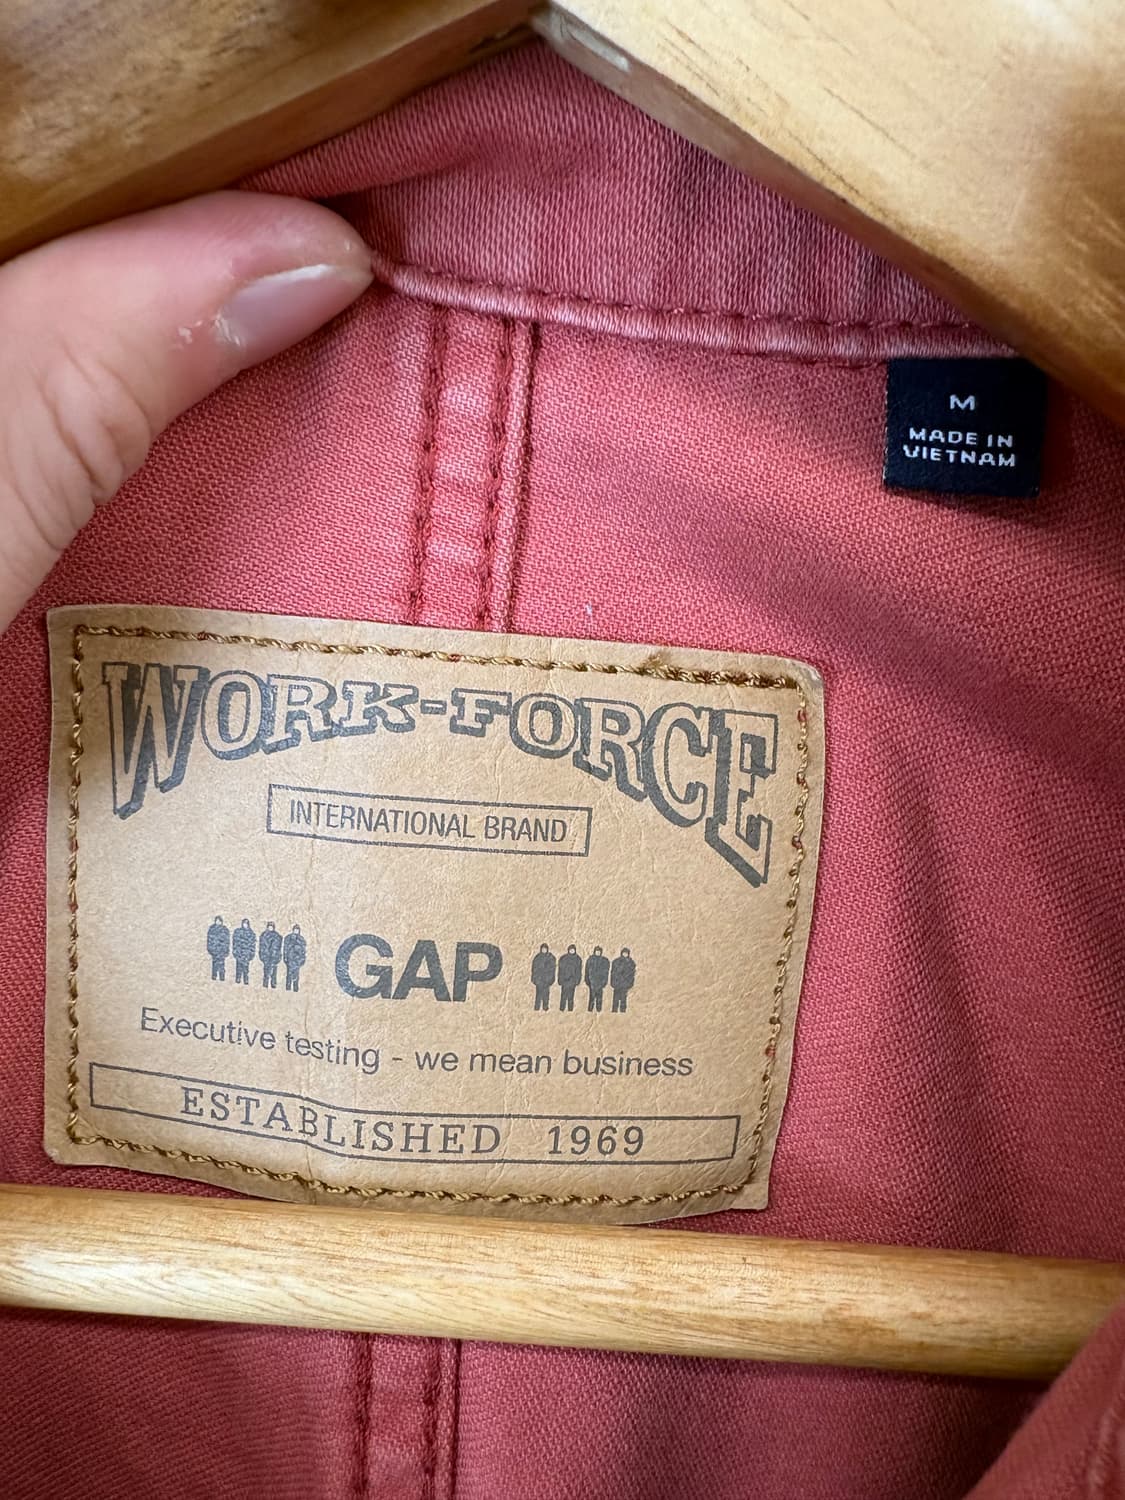 M
MADE IN
VIETNAM
WORK-FORCE
INTERNATIONAL BRAND
GAP
Executive testing - we mean business
ESTABLISHED 1969